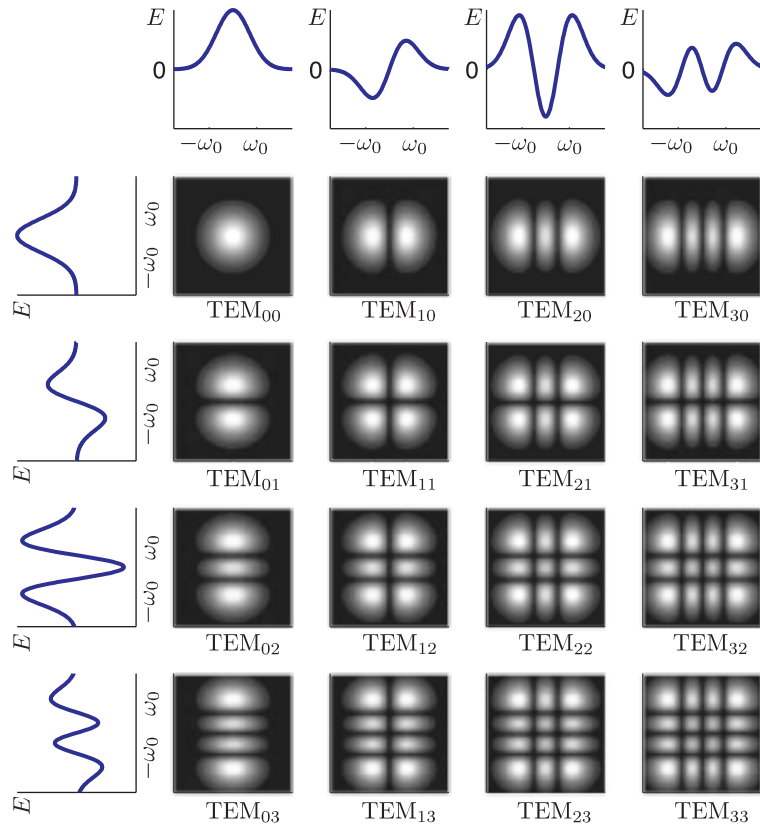 E E E E
0 0 0 0
−ω₀ ω₀ −ω₀ ω₀ −ω₀ ω₀ −ω₀ ω₀
−ω₀ ω₀
E
TEM₀₀ TEM₁₀ TEM₂₀ TEM₃₀
−ω₀ ω₀
E
TEM₀₁ TEM₁₁ TEM₂₁ TEM₃₁
−ω₀ ω₀
E
TEM₀₂ TEM₁₂ TEM₂₂ TEM₃₂
−ω₀ ω₀
E
TEM₀₃ TEM₁₃ TEM₂₃ TEM₃₃